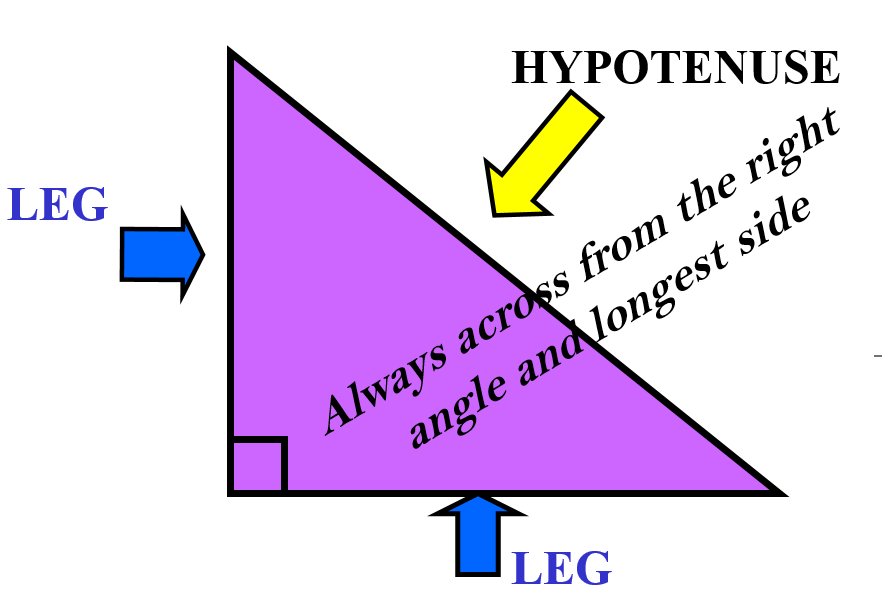 HYPOTENUSE
LEG
Always across from the right
angle and longest side
LEG